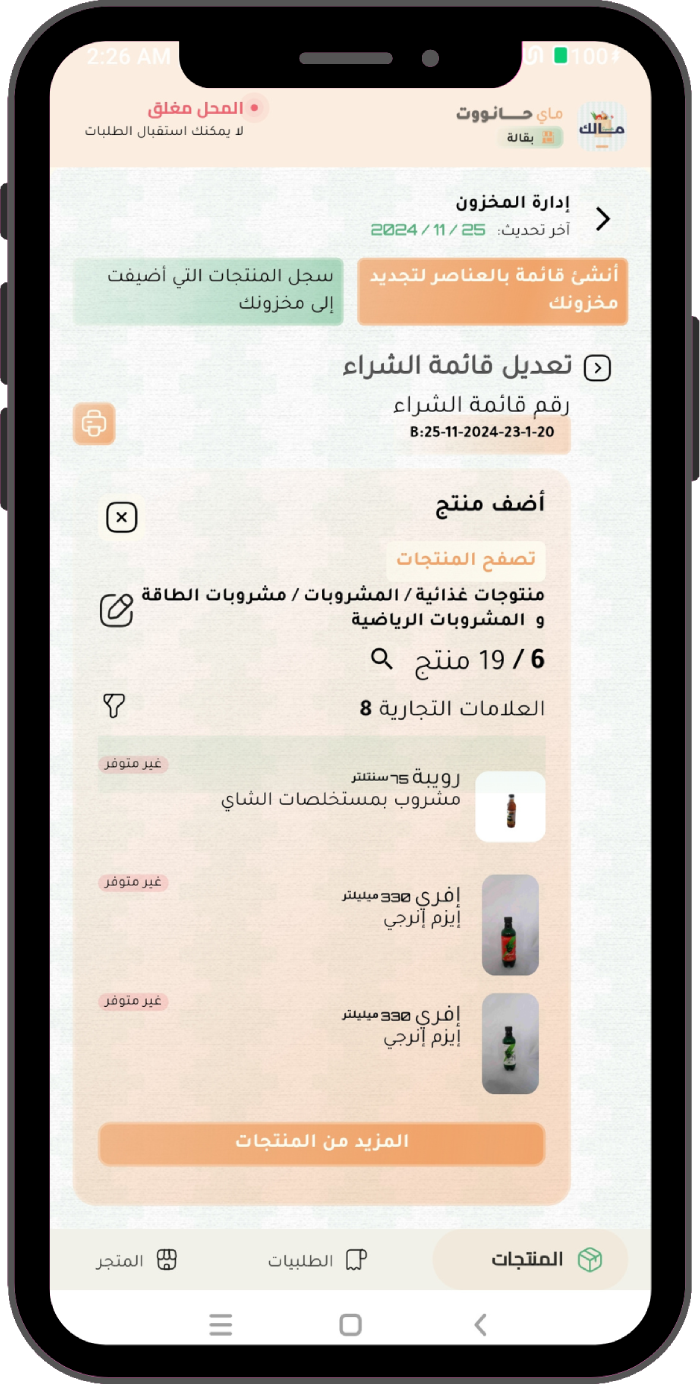 2:26 AM
100
ماي حــانووت
بقالة
مــالك
المحل مغلق
لا يمكنك استقبال الطلبات
إدارة المخزون
آخر تحديث: 25 / 11 / 2024
أنشئ قائمة بالعناصر لتجديد
مخزونك
سجل المنتجات التي أضيفت
إلى مخزونك
تعديل قائمة الشراء
رقم قائمة الشراء
B:25-11-2024-23-1-20
أضف منتج
تصفح المنتجات
منتوجات غذائية / المشروبات / مشروبات الطاقة
و المشروبات الرياضية
6 / 19 منتج
العلامات التجارية 8
غير متوفر
رويبة 75 سنتلتر
مشروب بمستخلصات الشاي
غير متوفر
إفري 330 ميليلتر
إيزم إنرجي
غير متوفر
إفري 330 ميليلتر
إيزم إنرجي
المزيد من المنتجات
المنتجات
الطلبيات
المتجر